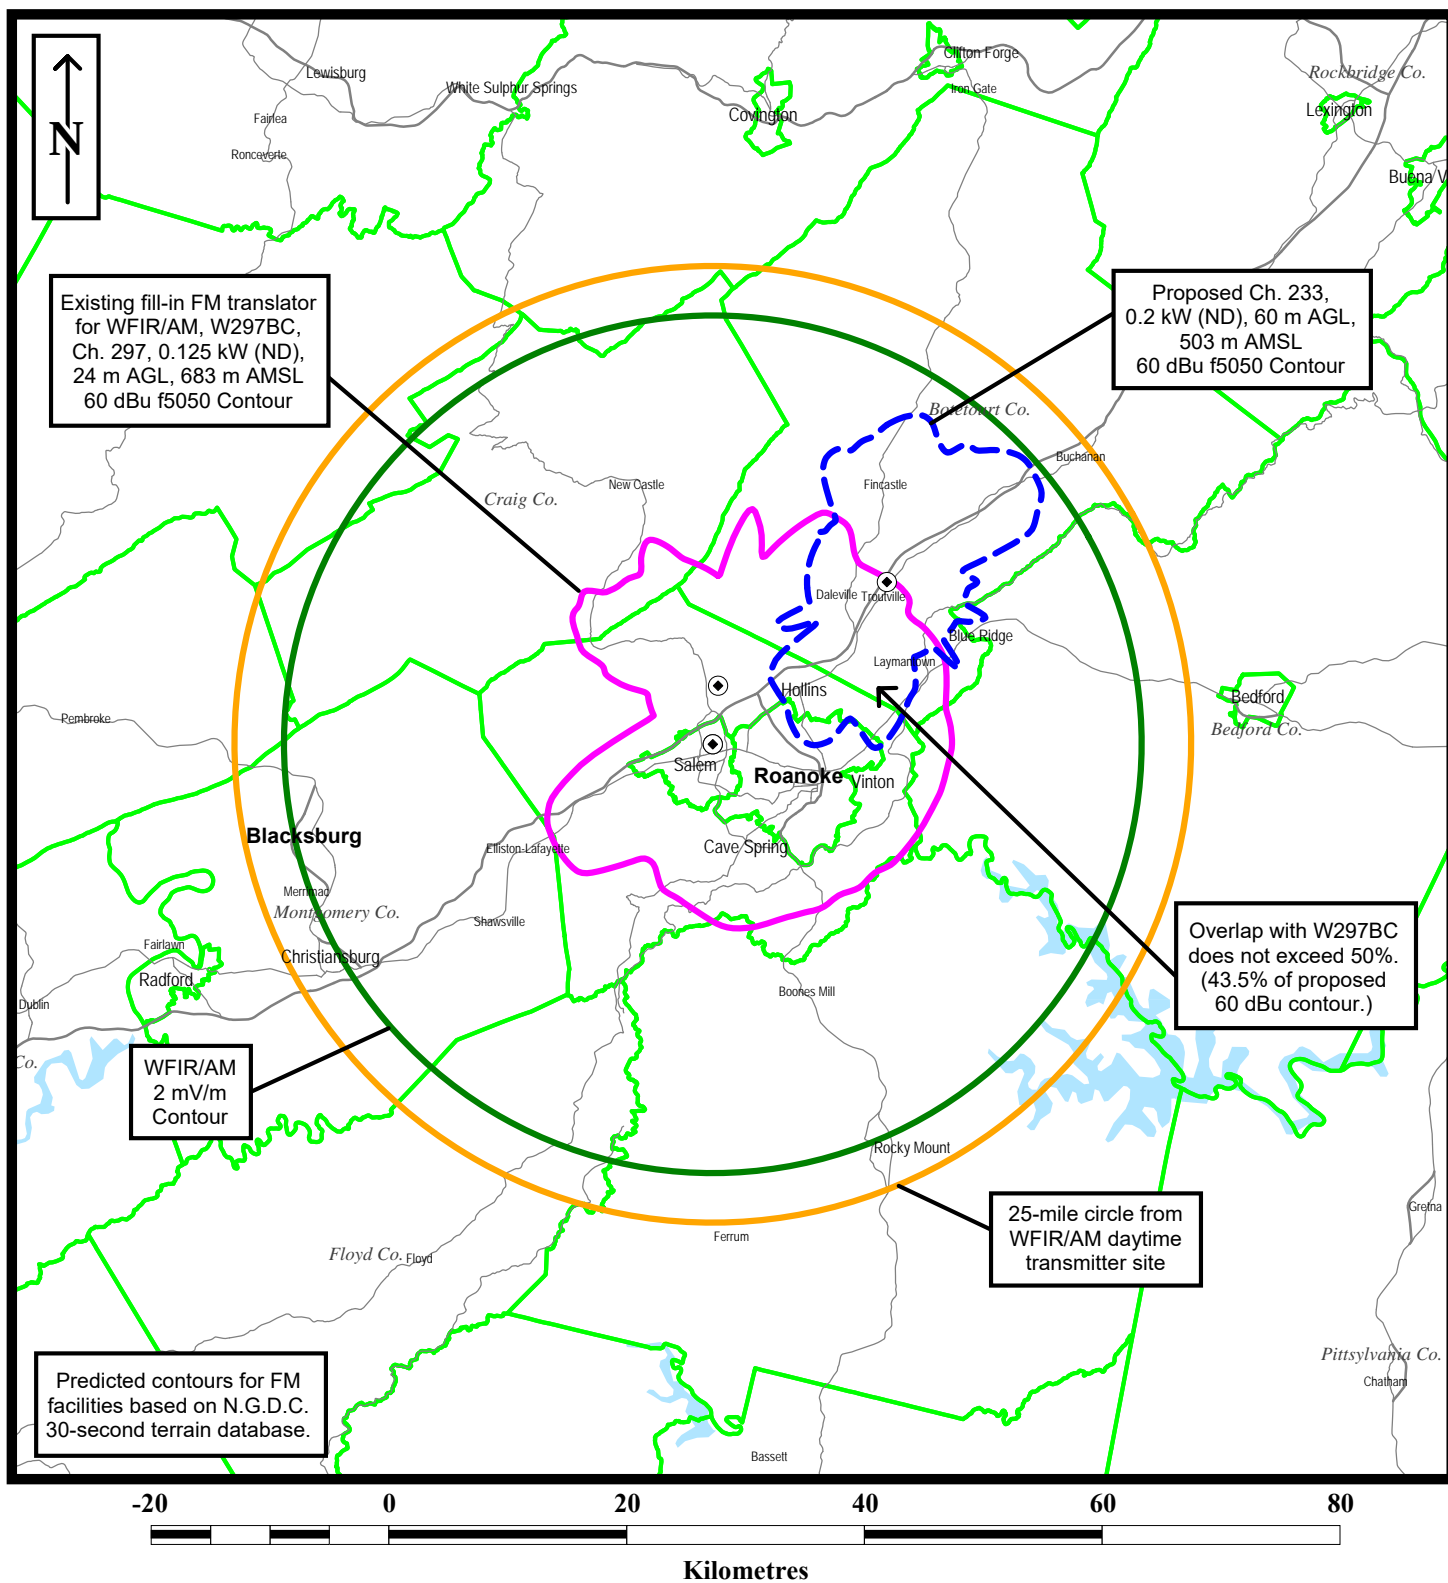 N
Lewisburg
White Sulphur Springs
Fairlea
Ronceverte
Clifton Forge
Iron Gate
Covington
Rockbridge Co.
Lexington
Buena V
Existing fill-in FM translator
for WFIR/AM, W297BC,
Ch. 297, 0.125 kW (ND),
24 m AGL, 683 m AMSL
60 dBu f5050 Contour
Proposed Ch. 233,
0.2 kW (ND), 60 m AGL,
503 m AMSL
60 dBu f5050 Contour
Botetourt Co.
Buchanan
Craig Co.
New Castle
Fincastle
Daleville
Troutville
Blue Ridge
Laymantown
Hollins
Bedford
Bedford Co.
Pembroke
Salem
Roanoke
Vinton
Blacksburg
Elliston-Lafayette
Cave Spring
Merrimac
Montgomery Co.
Shawsville
Fairlawn
Christiansburg
Radford
Dublin
Co.
Boones Mill
Overlap with W297BC
does not exceed 50%.
(43.5% of proposed
60 dBu contour.)
WFIR/AM
2 mV/m
Contour
Rocky Mount
25-mile circle from
WFIR/AM daytime
transmitter site
Gretna
Ferrum
Floyd Co.
Floyd
Pittsylvania Co.
Chatham
Predicted contours for FM
facilities based on N.G.D.C.
30-second terrain database.
Bassett
-20 0 20 40 60 80
Kilometres